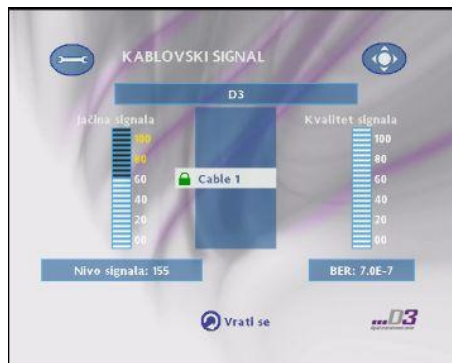 KABLOVSKI SIGNAL
D3
Jačina signala
Kvalitet signala
100
80
60
40
20
00
Cable 1
100
80
60
40
20
00
Nivo signala: 155
BER: 7.0E-7
Vrati se
...D3